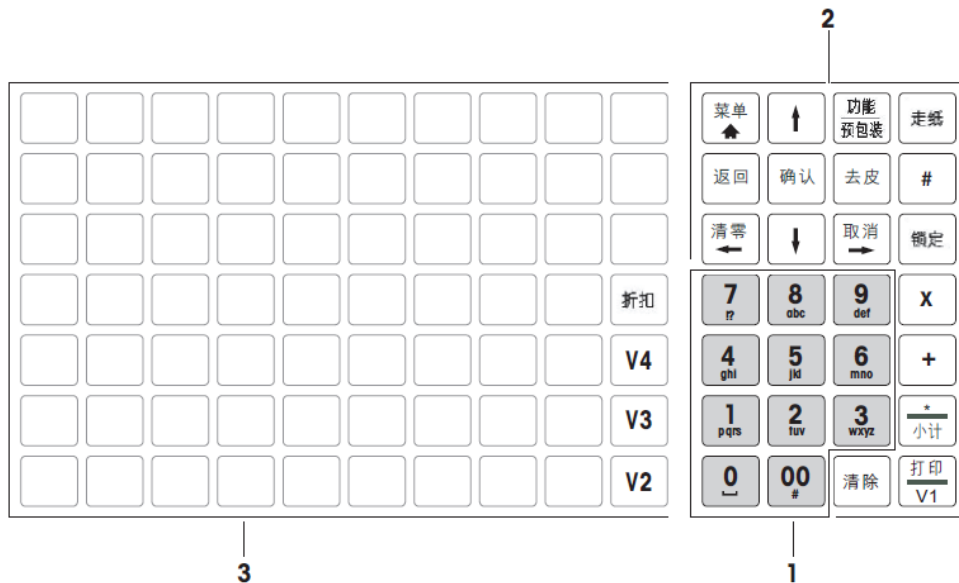 2
菜单 功能 走纸
预包装
返回 确认 去皮 #
清零 取消 锁定
折扣 7 8 9 X
!? abc def
V4 4 5 6 +
ghi jkl mno
V3 1 2 3 *
pqrs tuv wxyz 小计
V2 0 00 清除 打印
# V1
3 1